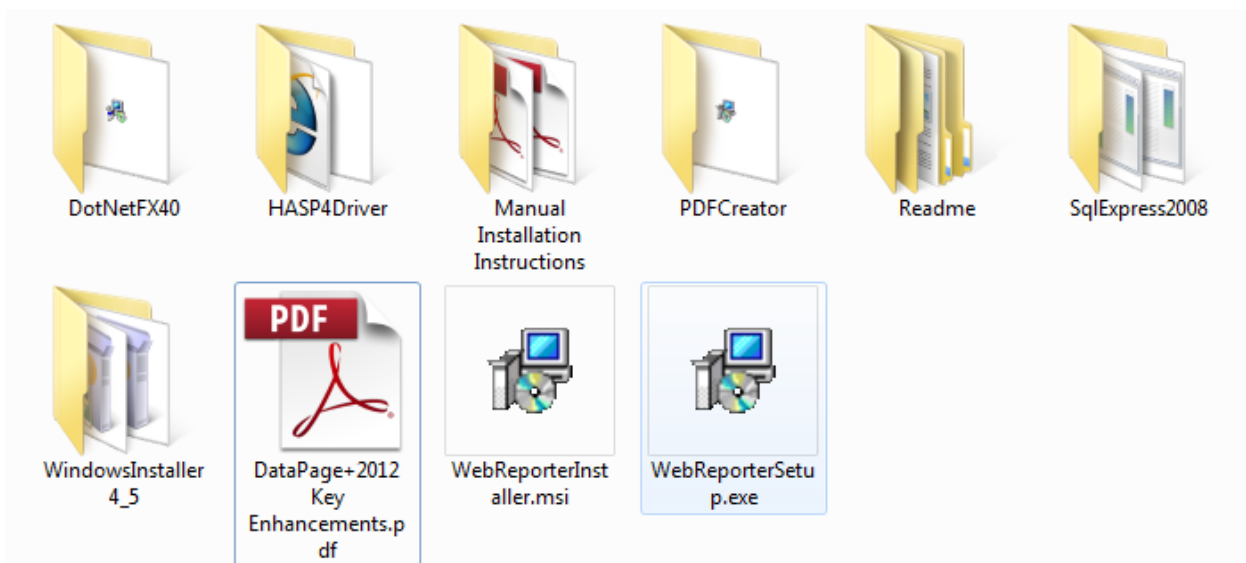 DotNetFX40
HASP4Driver
Manual
Installation
Instructions
PDFCreator
Readme
SqlExpress2008
WindowsInstaller
4_5
PDF
DataPage+2012
Key
Enhancements.p
df
WebReporterInst
aller.msi
WebReporterSetu
p.exe